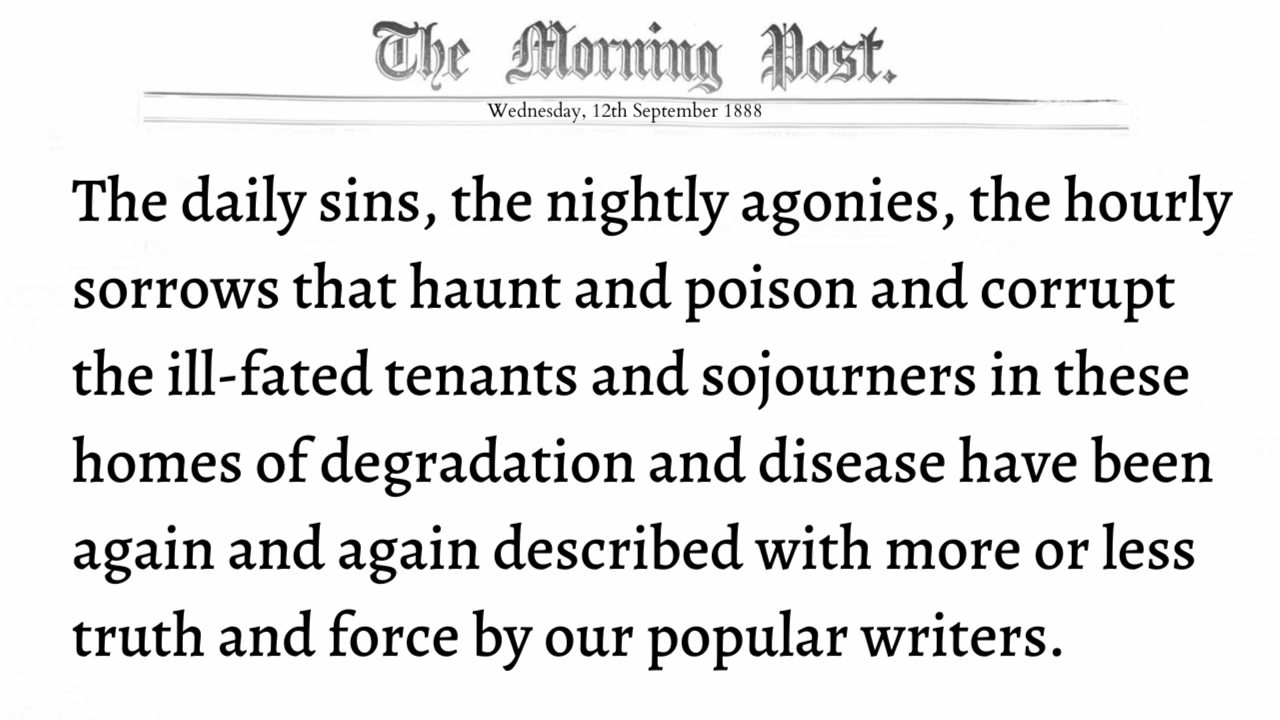 The Morning Post.
Wednesday, 12th September 1888
The daily sins, the nightly agonies, the hourly
sorrows that haunt and poison and corrupt
the ill-fated tenants and sojourners in these
homes of degradation and disease have been
again and again described with more or less
truth and force by our popular writers.